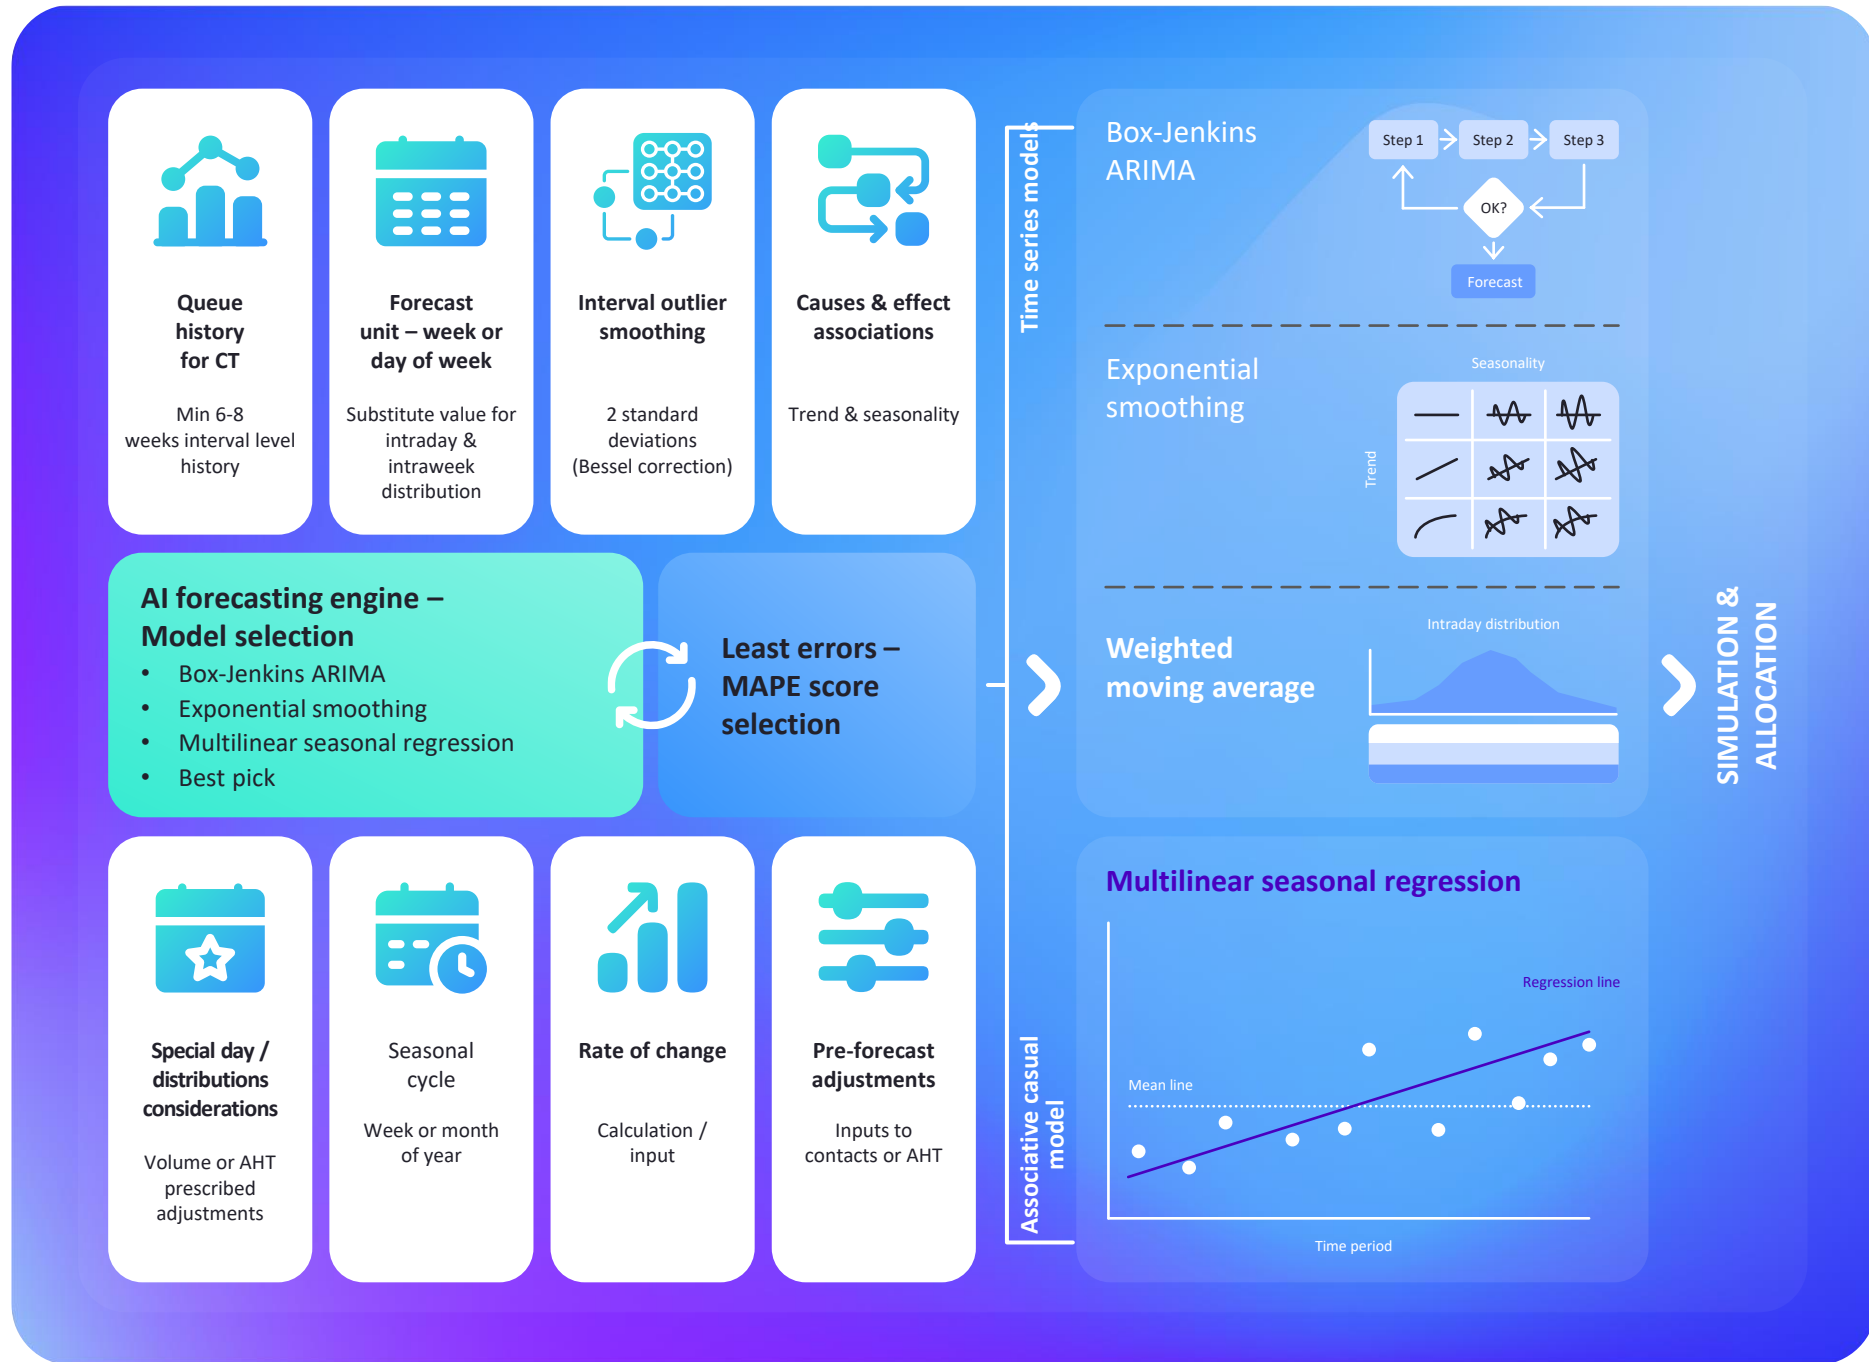 Queue
history
for CT
Min 6-8
weeks interval level
history
Forecast
unit – week or
day of week
Substitute value for
intraday &
intraweek
distribution
Interval outlier
smoothing
2 standard
deviations
(Bessel correction)
Causes & effect
associations
Trend & seasonality
AI forecasting engine –
Model selection
• Box-Jenkins ARIMA
• Exponential smoothing
• Multilinear seasonal regression
• Best pick
Least errors –
MAPE score
selection
Special day /
distributions
considerations
Volume or AHT
prescribed
adjustments
Seasonal
cycle
Week or month
of year
Rate of change
Calculation /
input
Pre-forecast
adjustments
Inputs to
contacts or AHT
Time series models
Associative casual
model
Box-Jenkins
ARIMA
Step 1
Step 2
Step 3
OK?
Forecast
Exponential
smoothing
Seasonality
Trend
Weighted
moving average
Intraday distribution
Multilinear seasonal regression
Regression line
Mean line
Time period
SIMULATION &
ALLOCATION